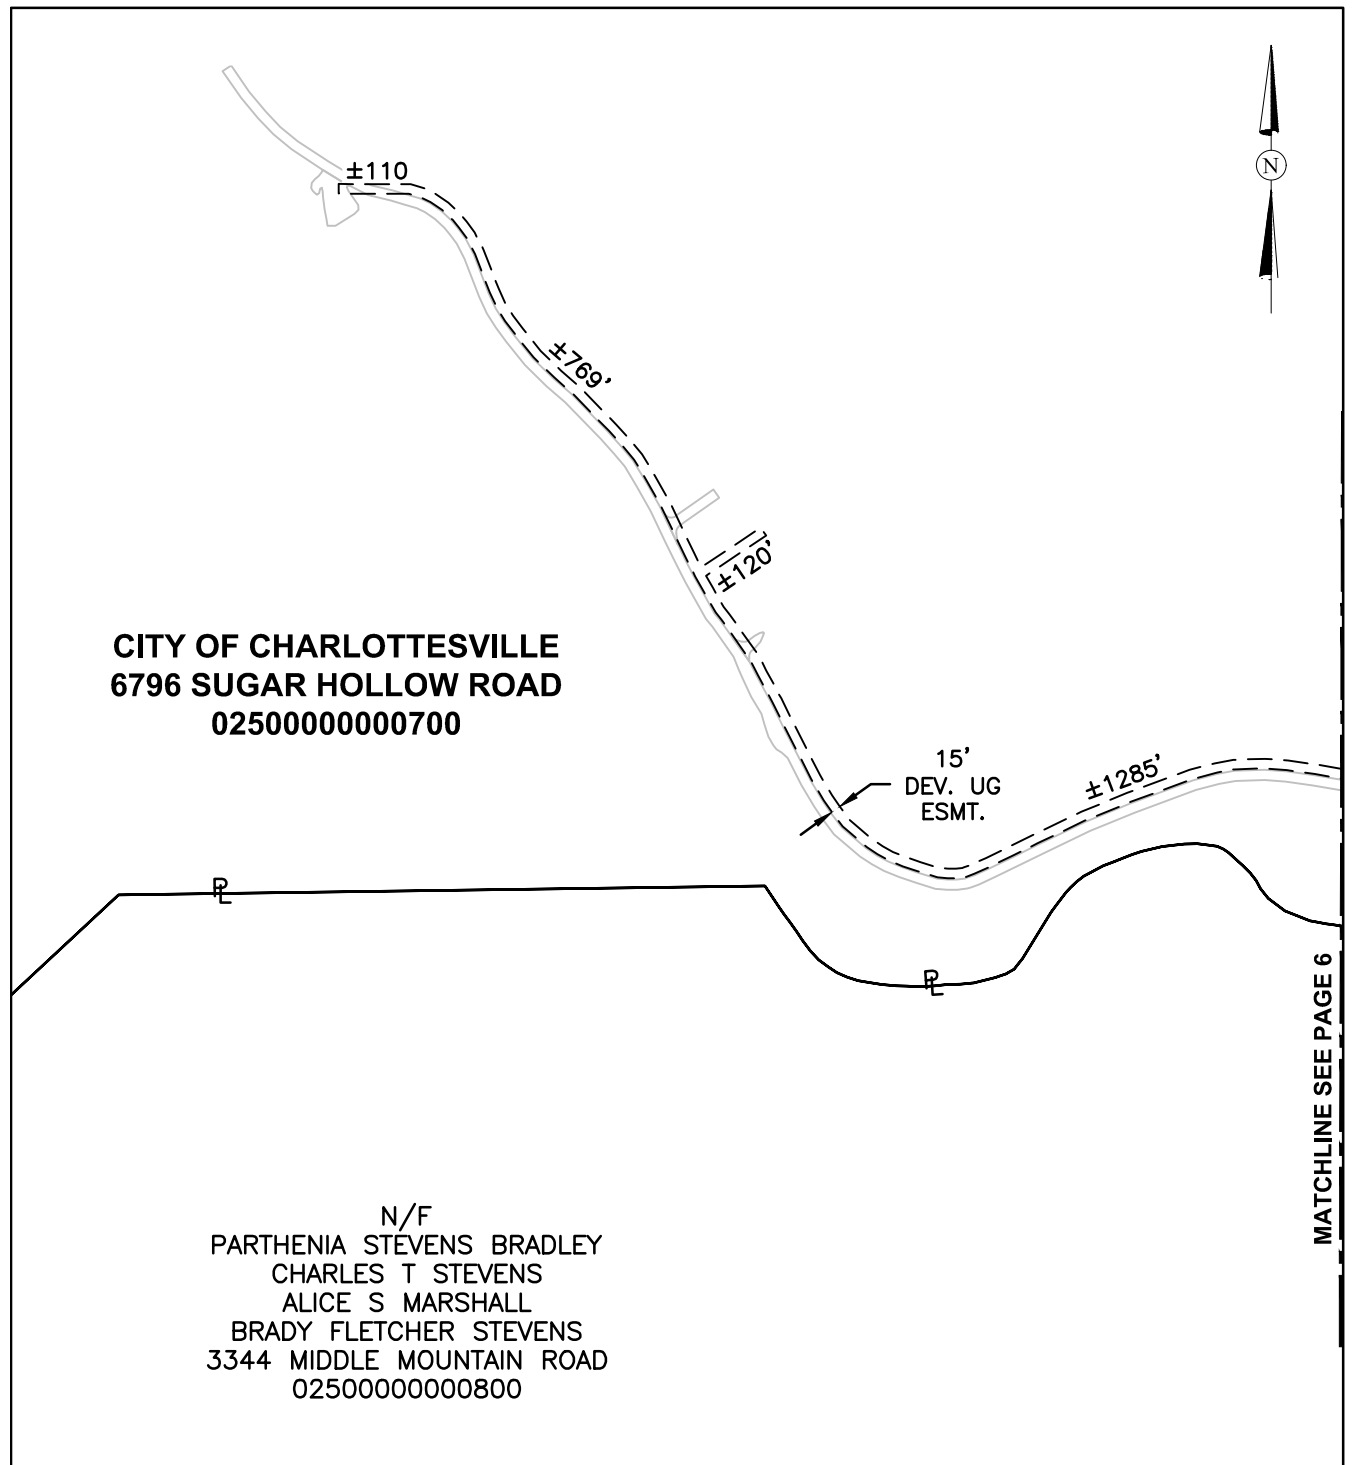 ±110
N
±769’
±120’
CITY OF CHARLOTTESVILLE
6796 SUGAR HOLLOW ROAD
02500000000700
15’
DEV. UG
ESMT.
±1285’
PL
PL
MATCHLINE SEE PAGE 6
N/F
PARTHENIA STEVENS BRADLEY
CHARLES T STEVENS
ALICE S MARSHALL
BRADY FLETCHER STEVENS
3344 MIDDLE MOUNTAIN ROAD
02500000000800